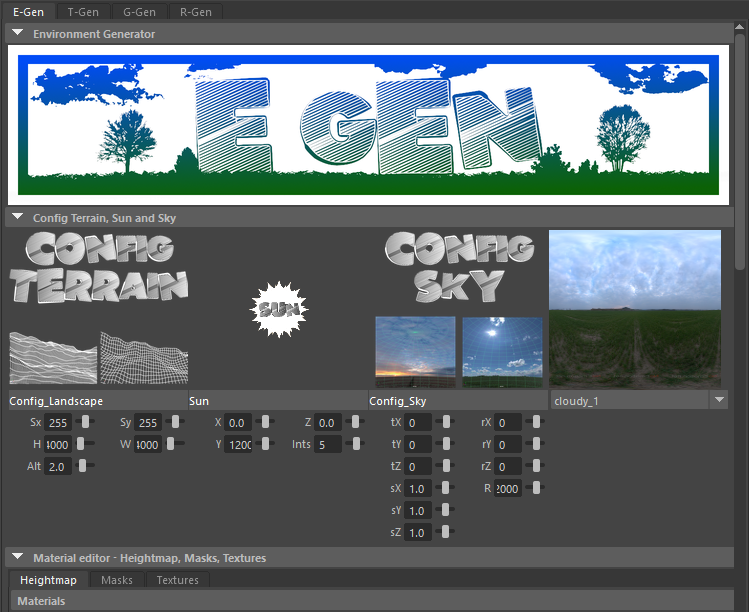 E-Gen T-Gen G-Gen R-Gen
Environment Generator
E GEN
Config Terrain, Sun and Sky
CONFIG TERRAIN
SUN
CONFIG SKY
Config_Landscape Sun Config_Sky cloudy_1
Sx 255 Sy 255 X 0.0 Z 0.0 tX 0 rX 0
H 4000 W 4000 Y 1200 Ints 5 tY 0 rY 0
Alt 2.0 tZ 0 rZ 0
sX 1.0 R 2000
sY 1.0
sZ 1.0
Material editor - Heightmap, Masks, Textures
Heightmap Masks Textures
Materials